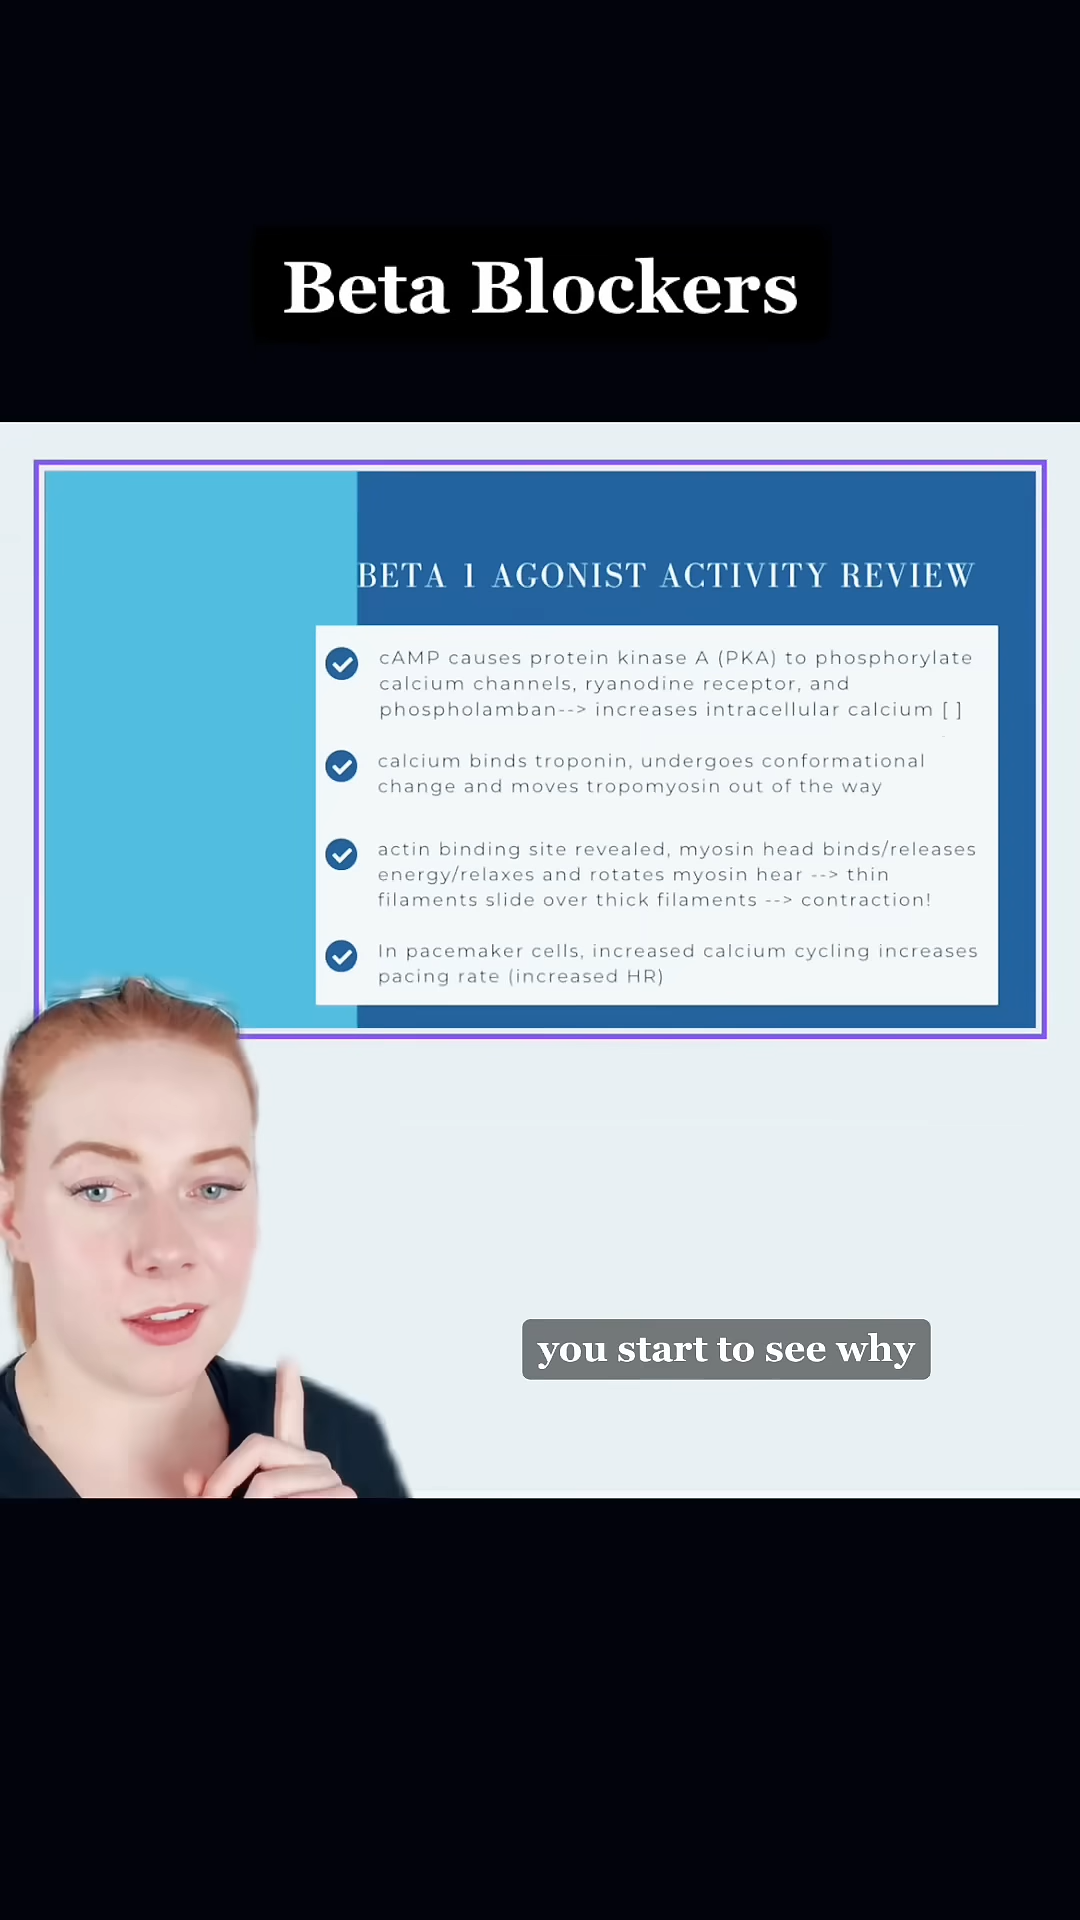 Beta Blockers
BETA 1 AGONIST ACTIVITY REVIEW
cAMP causes protein kinase A (PKA) to phosphorylate
calcium channels, ryanodine receptor, and
phospholamban--> increases intracellular calcium [ ]
calcium binds troponin, undergoes conformational
change and moves tropomyosin out of the way
actin binding site revealed, myosin head binds/releases
energy/relaxes and rotates myosin hear --> thin
filaments slide over thick filaments --> contraction!
In pacemaker cells, increased calcium cycling increases
pacing rate (increased HR)
you start to see why